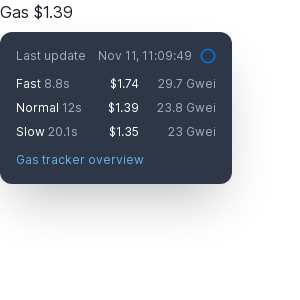 Gas $1.39
Last update Nov 11, 11:09:49
Fast 8.8s $1.74 29.7 Gwei
Normal 12s $1.39 23.8 Gwei
Slow 20.1s $1.35 23 Gwei
Gas tracker overview